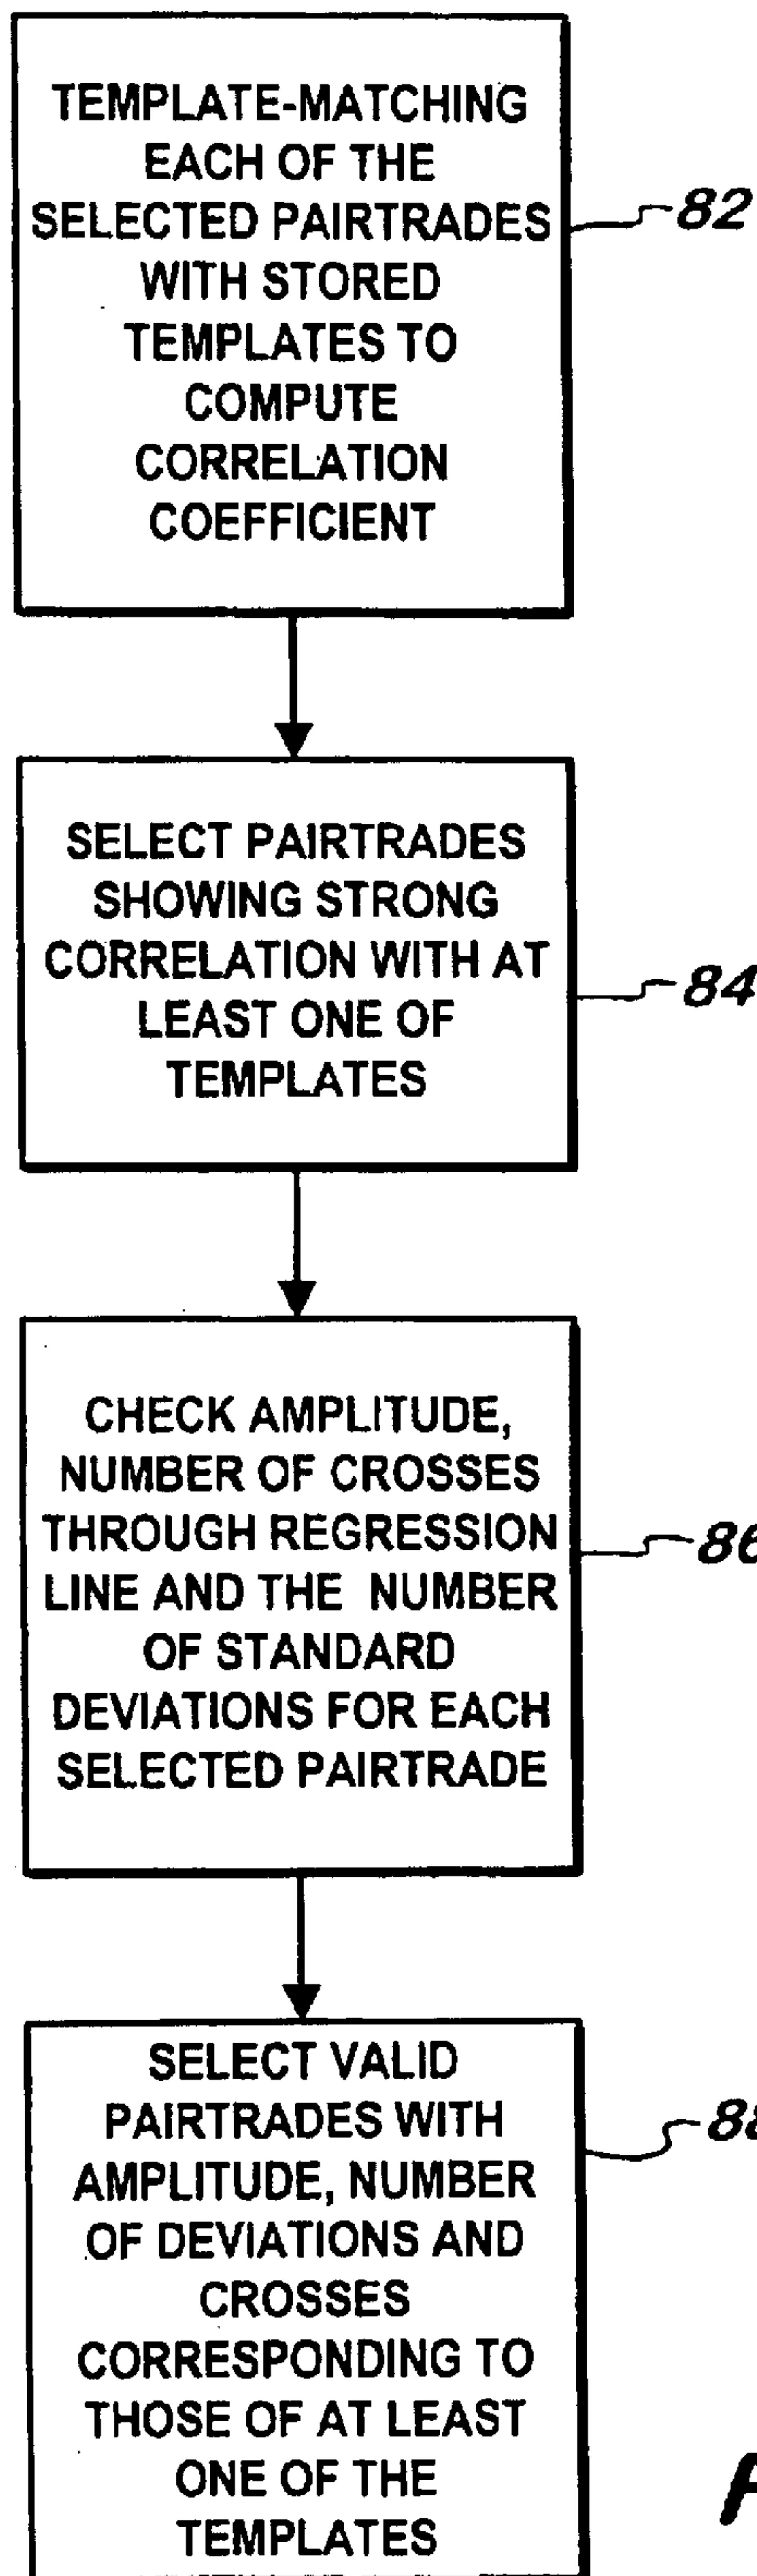 TEMPLATE-MATCHING
EACH OF THE
SELECTED PAIRTRADES
WITH STORED
TEMPLATES TO
COMPUTE
CORRELATION
COEFFICIENT
82
SELECT PAIRTRADES
SHOWING STRONG
CORRELATION WITH AT
LEAST ONE OF
TEMPLATES
84
CHECK AMPLITUDE,
NUMBER OF CROSSES
THROUGH REGRESSION
LINE AND THE NUMBER
OF STANDARD
DEVIATIONS FOR EACH
SELECTED PAIRTRADE
86
SELECT VALID
PAIRTRADES WITH
AMPLITUDE, NUMBER
OF DEVIATIONS AND
CROSSES
CORRESPONDING TO
THOSE OF AT LEAST
ONE OF THE
TEMPLATES
88